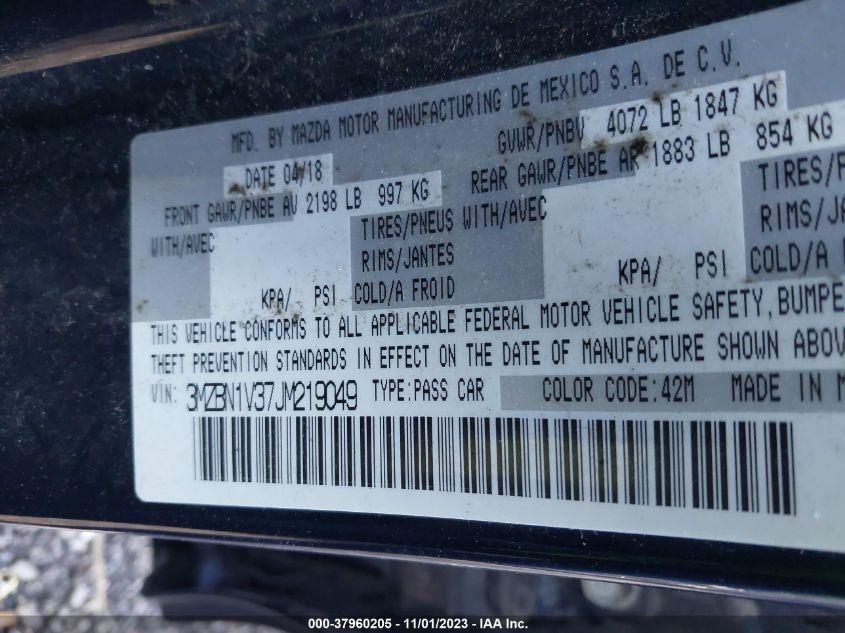 MFD. BY MAZDA MOTOR MANUFACTURING DE MEXICO S.A. DE C.V.
DATE 04/18 GVWR/PNBV 4072 LB 1847 KG
FRONT GAWR/PNBE AV 2198 LB 997 KG REAR GAWR/PNBE AR 1883 LB 854 KG
WITH/AVEC TIRES/PNEUS WITH/AVEC TIRES/P
RIMS/JANTES RIMS/JA
KPA/ PSI COLD/A FROID KPA/ PSI COLD/A
THIS VEHICLE CONFORMS TO ALL APPLICABLE FEDERAL MOTOR VEHICLE SAFETY, BUMPE
THEFT PREVENTION STANDARDS IN EFFECT ON THE DATE OF MANUFACTURE SHOWN ABOV
VIN: 3MZBN1V37JM219049 TYPE:PASS CAR COLOR CODE:42M MADE IN M
000-37960205 - 11/01/2023 - © IAA Inc.